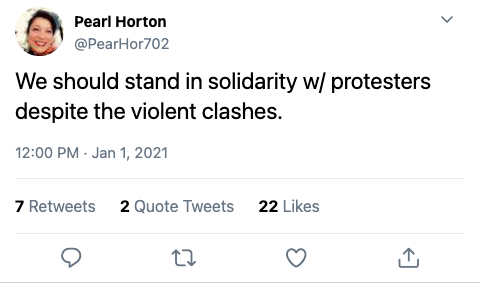 Pearl Horton
@PearHor702
We should stand in solidarity w/ protesters
despite the violent clashes.
12:00 PM · Jan 1, 2021
7 Retweets 2 Quote Tweets 22 Likes